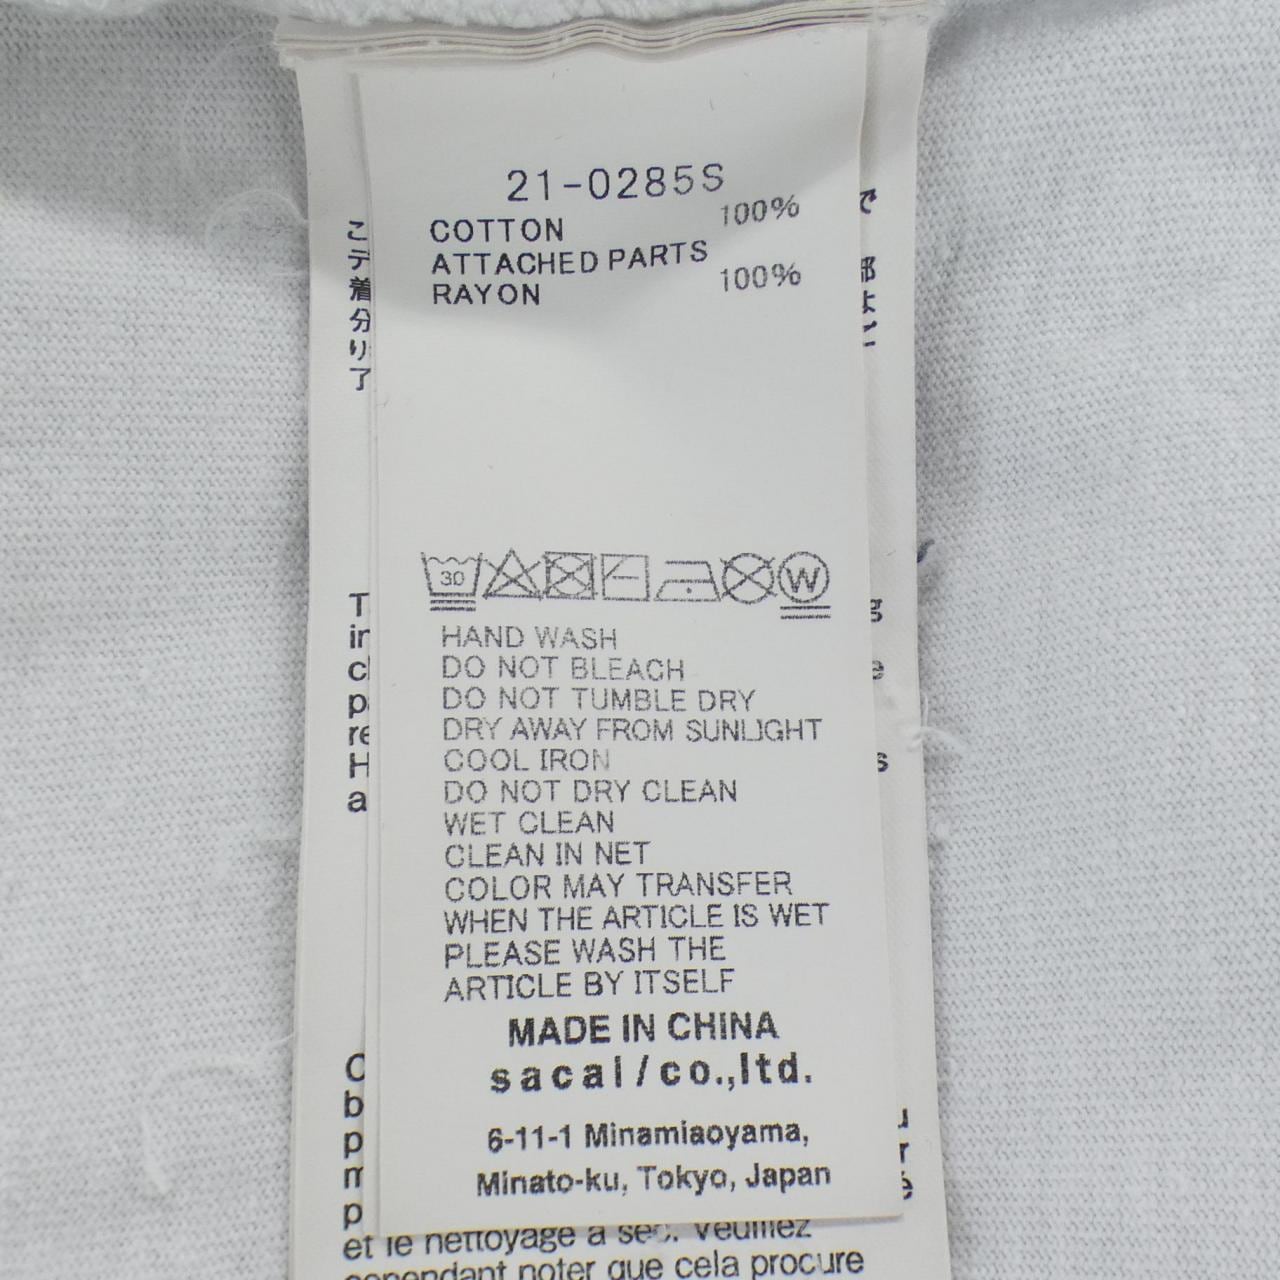 21-0285S
COTTON 100%
ATTACHED PARTS
RAYON 100%
30
W
HAND WASH
DO NOT BLEACH
DO NOT TUMBLE DRY
DRY AWAY FROM SUNLIGHT
COOL IRON
DO NOT DRY CLEAN
WET CLEAN
CLEAN IN NET
COLOR MAY TRANSFER
WHEN THE ARTICLE IS WET
PLEASE WASH THE
ARTICLE BY ITSELF
MADE IN CHINA
sacai/co.,ltd.
6-11-1 Minamiaoyama,
Minato-ku, Tokyo, Japan
et le nettoyage à sec. Veuillez
cependant noter que cela procure